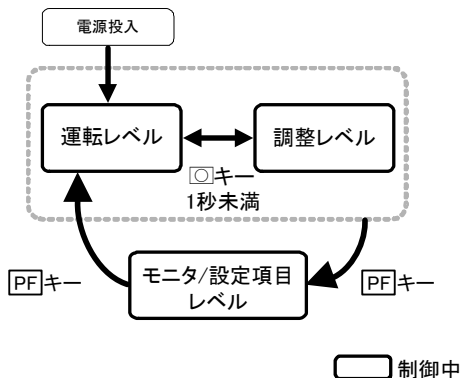 電源投入
運転レベル
調整レベル
○キー
1秒未満
PFキー
モニタ/設定項目
レベル
PFキー
制御中